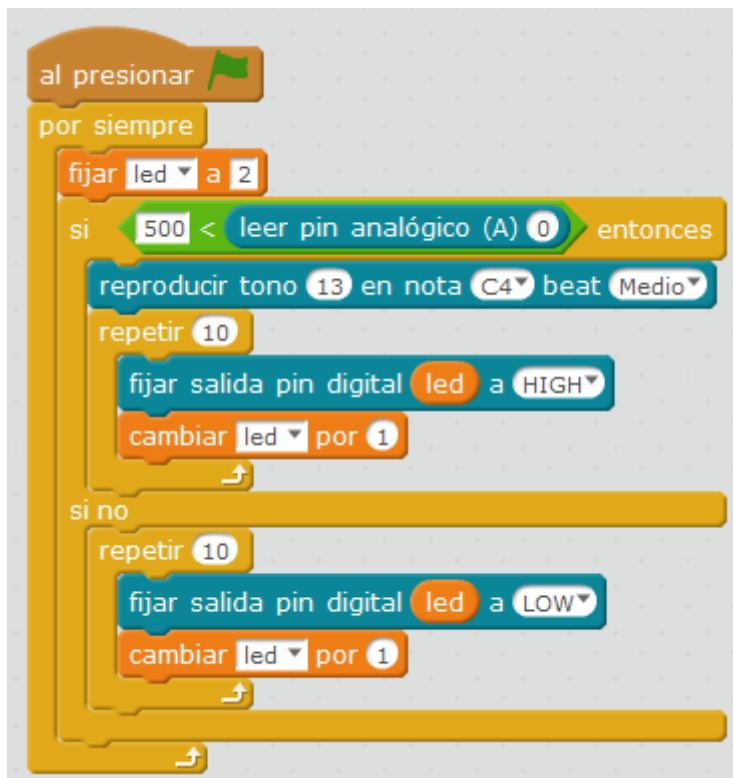 al presionar
por siempre
fijar led a 2
si 500 < leer pin analógico (A) 0 entonces
reproducir tono 13 en nota C4 beat Medio
repetir 10
fijar salida pin digital led a HIGH
cambiar led por 1
si no
repetir 10
fijar salida pin digital led a LOW
cambiar led por 1